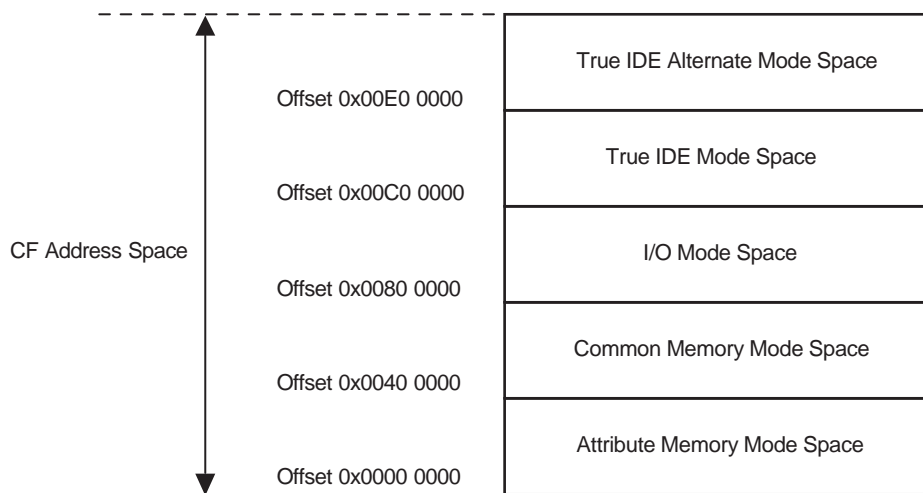 True IDE Alternate Mode Space
Offset 0x00E0 0000
True IDE Mode Space
Offset 0x00C0 0000
CF Address Space
I/O Mode Space
Offset 0x0080 0000
Common Memory Mode Space
Offset 0x0040 0000
Attribute Memory Mode Space
Offset 0x0000 0000